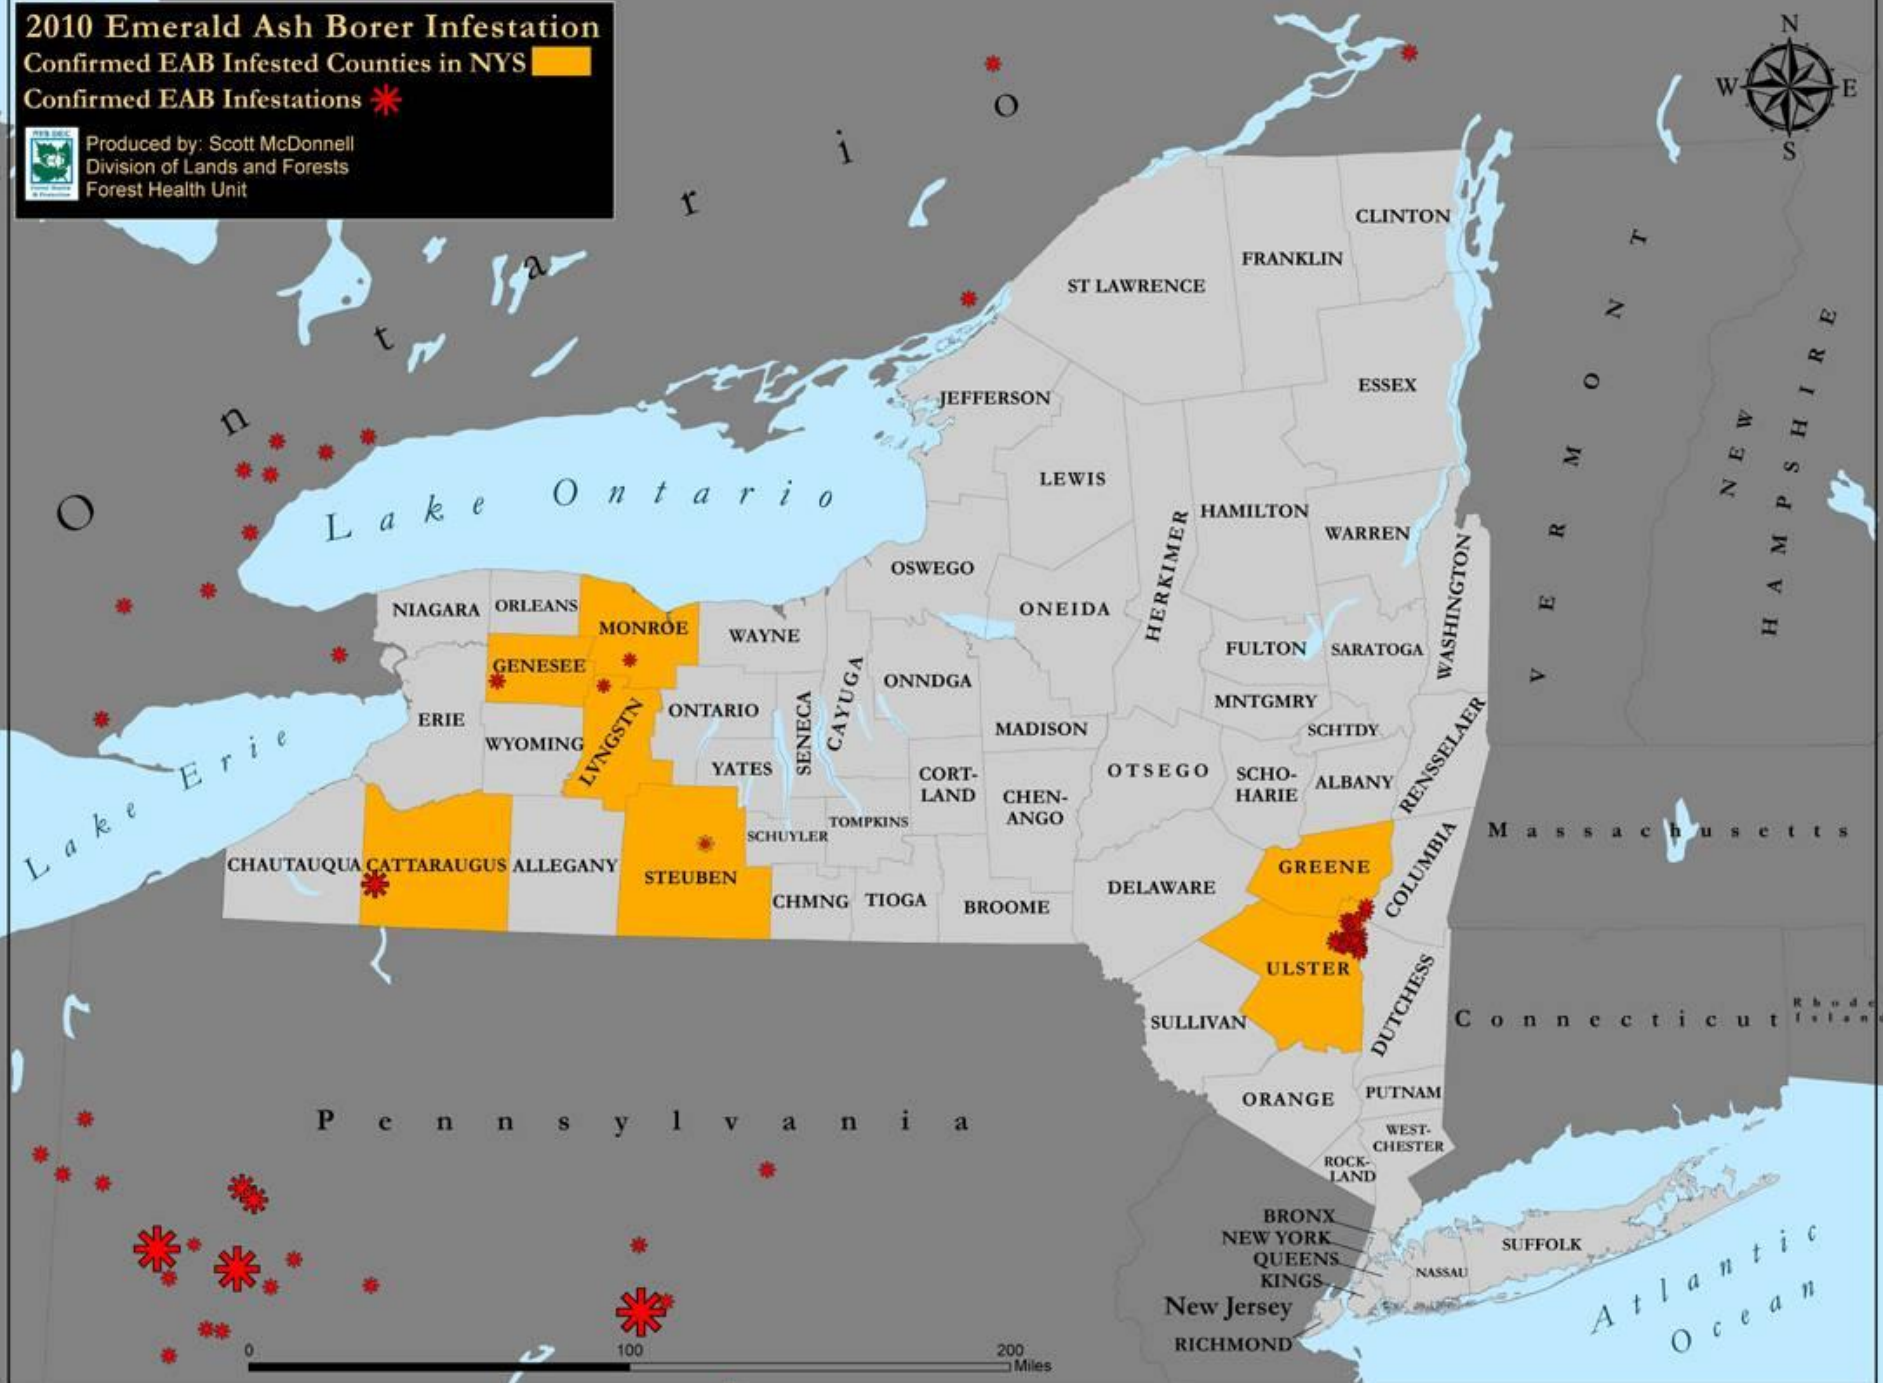 2010 Emerald Ash Borer Infestation
Confirmed EAB Infested Counties in NYS
Confirmed EAB Infestations
NYS DEC
Produced by: Scott McDonnell
Division of Lands and Forests
Forest Health Unit
N
W E
S
Ontario
CLINTON
FRANKLIN
ST LAWRENCE
ESSEX
JEFFERSON
LEWIS
HAMILTON
WARREN
HERKIMER
WASHINGTON
VERMONT
NEW
HAMPSHIRE
Lake Ontario
OSWEGO
ONEIDA
NIAGARA
ORLEANS
MONROE
WAYNE
FULTON
SARATOGA
GENESEE
CAYUGA
ONNDGA
ONTARIO
SENECA
MNTGMRY
ERIE
WYOMING
LVNGSTN
MADISON
SCHTDY
RENSSELAER
YATES
CORT-
LAND
CHEN-
ANGO
OTSEGO
SCHO-
HARIE
ALBANY
Lake Erie
SCHUYLER
TOMPKINS
Massachusetts
CHAUTAUQUA
CATTARAUGUS
ALLEGANY
STEUBEN
CHMNG
TIOGA
BROOME
DELAWARE
GREENE
COLUMBIA
ULSTER
DUTCHESS
SULLIVAN
Connecticut
Rhode
Islan
ORANGE
PUTNAM
WEST-
CHESTER
ROCK-
LAND
Pennsylvania
BRONX
NEW YORK
QUEENS
KINGS
New Jersey
RICHMOND
NASSAU
SUFFOLK
Atlantic
Ocean
0 100 200
Miles